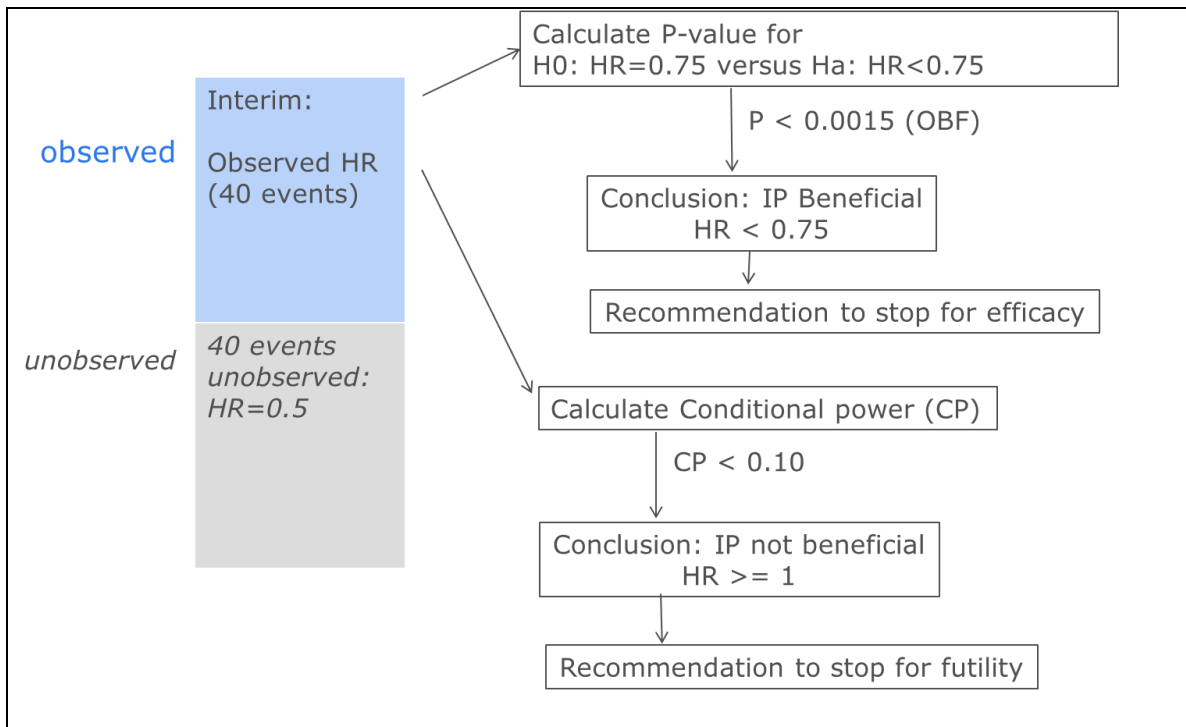 observed
Interim:
Observed HR
(40 events)
unobserved
40 events
unobserved:
HR=0.5
Calculate P-value for
H0: HR=0.75 versus Ha: HR<0.75
P < 0.0015 (OBF)
Conclusion: IP Beneficial
HR < 0.75
Recommendation to stop for efficacy
Calculate Conditional power (CP)
CP < 0.10
Conclusion: IP not beneficial
HR >= 1
Recommendation to stop for futility